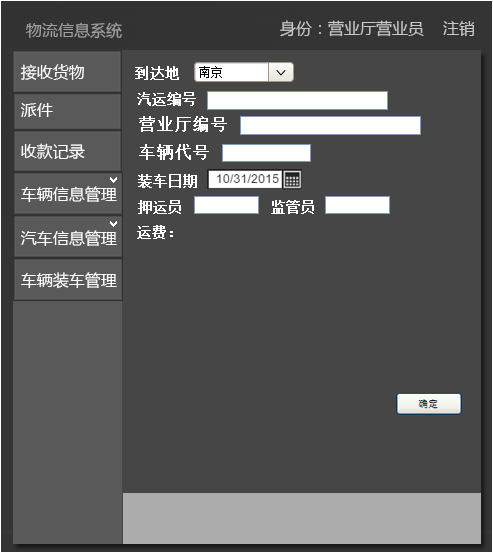 物流信息系统
身份：营业厅营业员 注销
接收货物
派件
收款记录
车辆信息管理
汽车信息管理
车辆装车管理
到达地 南京
汽运编号
营业厅编号
车辆代号
装车日期 10/31/2015
押运员 监管员
运费：
确定